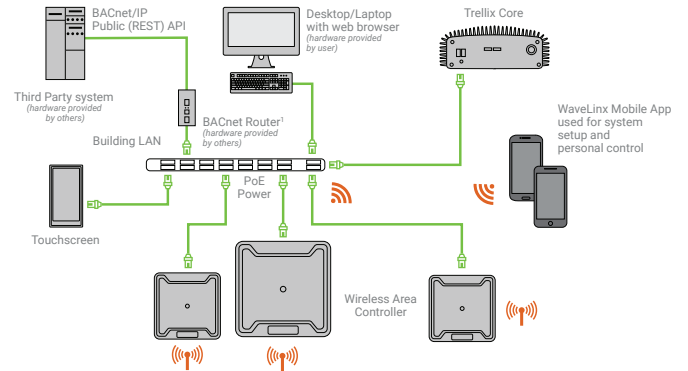 BACnet/IP
Public (REST) API
Desktop/Laptop
with web browser
(hardware provided
by user)
Trellix Core
Third Party system
(hardware provided
by others)
BACnet Router¹
(hardware provided
by others)
Building LAN
WaveLinx Mobile App
used for system
setup and
personal control
PoE
Power
Touchscreen
Wireless Area
Controller